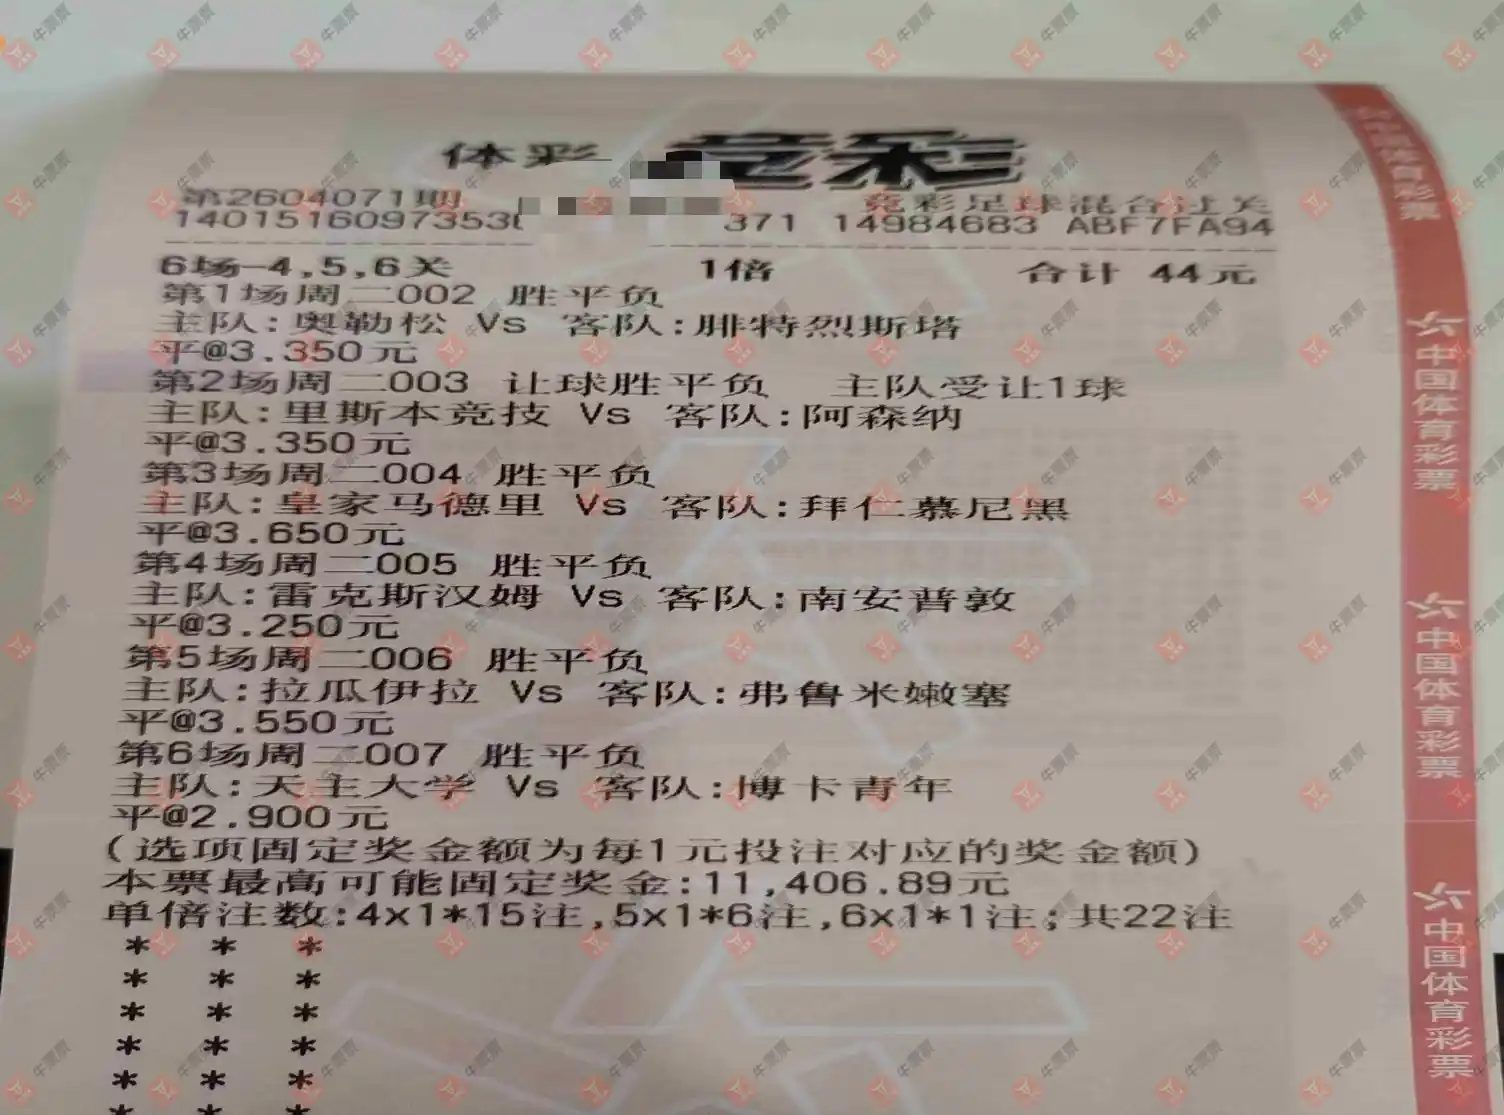 体彩 竞彩
第2604071期
竞彩足球混合过关
14015160973538 371 14984683 ABF7FA94
6场-4,5,6关 1倍 合计 44元
第1场周二002 胜平负
主队:奥勒松 Vs 客队:腓特烈斯塔
平@3.350元
第2场周二003 让球胜平负 主队受让1球
主队:里斯本竞技 Vs 客队:阿森纳
平@3.350元
第3场周二004 胜平负
主队:皇家马德里 Vs 客队:拜仁慕尼黑
平@3.650元
第4场周二005 胜平负
主队:雷克斯汉姆 Vs 客队:南安普敦
平@3.250元
第5场周二006 胜平负
主队:拉瓜伊拉 Vs 客队:弗鲁米嫩塞
平@3.550元
第6场周二007 胜平负
主队:天主大学 Vs 客队:博卡青年
平@2.900元
(选项固定奖金额为每1元投注对应的奖金额)
本票最高可能固定奖金:11,406.89元
单倍注数:4x1*15注,5x1*6注,6x1*1注;共22注
* * *
* * *
* * *
* * *
* * *
* * *
中国体育彩票
中国体育彩票
中国体育彩票
中国体育彩票
牛票票